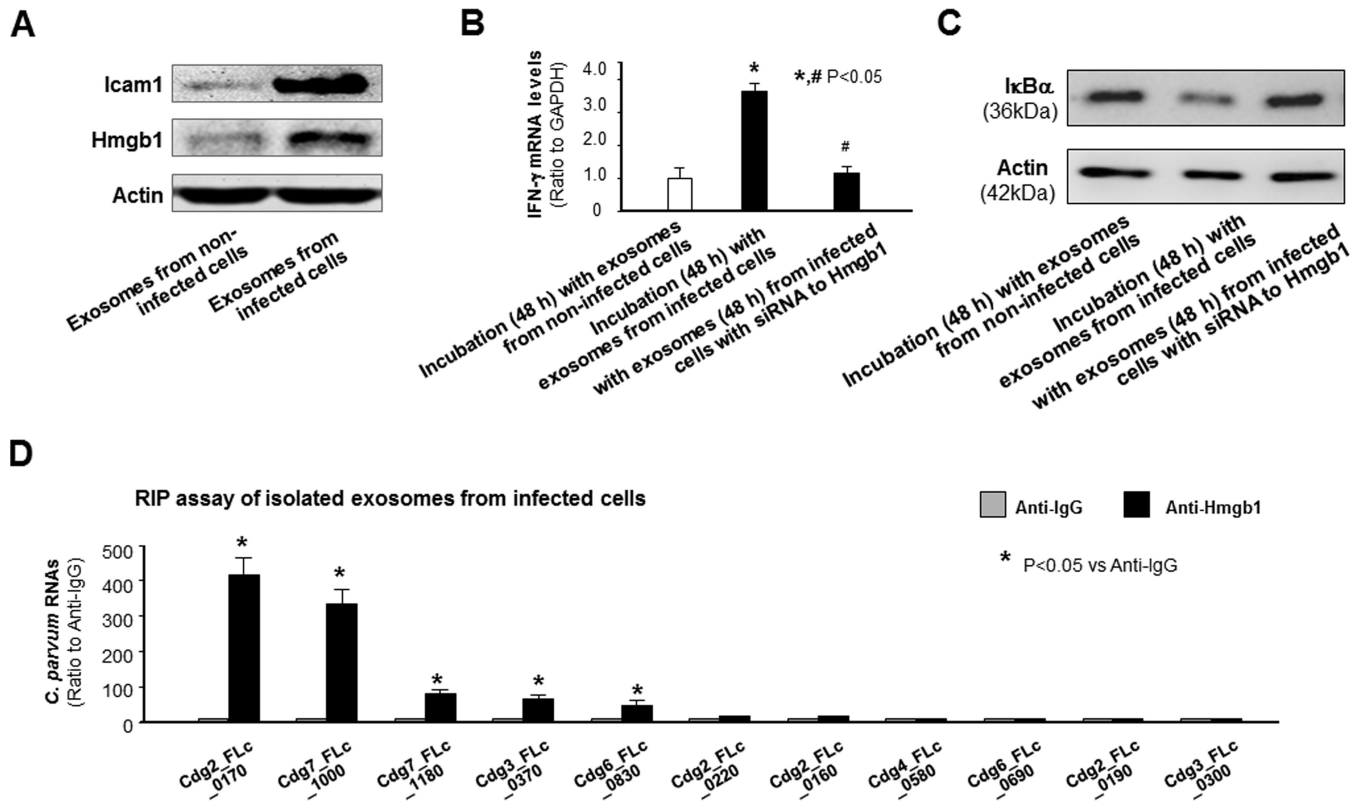 A
Icam1
Hmgb1
Actin
Exosomes from non-
infected cells
Exosomes from
infected cells
B
IFN-γ mRNA levels
(Ratio to GAPDH)
4.0
3.0
2.0
1.0
0
*
#
*,# P<0.05
Incubation (48 h) with exosomes
from non-infected cells
Incubation (48 h) with
exosomes from infected cells
with exosomes (48 h) from infected
cells with siRNA to Hmgb1
C
IκBα
(36kDa)
Actin
(42kDa)
Incubation (48 h) with exosomes
from non-infected cells
Incubation (48 h) with
exosomes from infected cells
with exosomes (48 h) from infected
cells with siRNA to Hmgb1
D
RIP assay of isolated exosomes from infected cells
Anti-IgG
Anti-Hmgb1
* P<0.05 vs Anti-IgG
C. parvum RNAs
(Ratio to Anti-IgG)
500
400
300
200
100
0
*
*
*
*
*
Cdg2_FLc
_0170
Cdg7_FLc
_1000
Cdg7_FLc
_1180
Cdg3_FLc
_0370
Cdg6_FLc
_0830
Cdg2_FLc
_0220
Cdg2_FLc
_0160
Cdg4_FLc
_0580
Cdg6_FLc
_0690
Cdg2_FLc
_0190
Cdg3_FLc
_0300